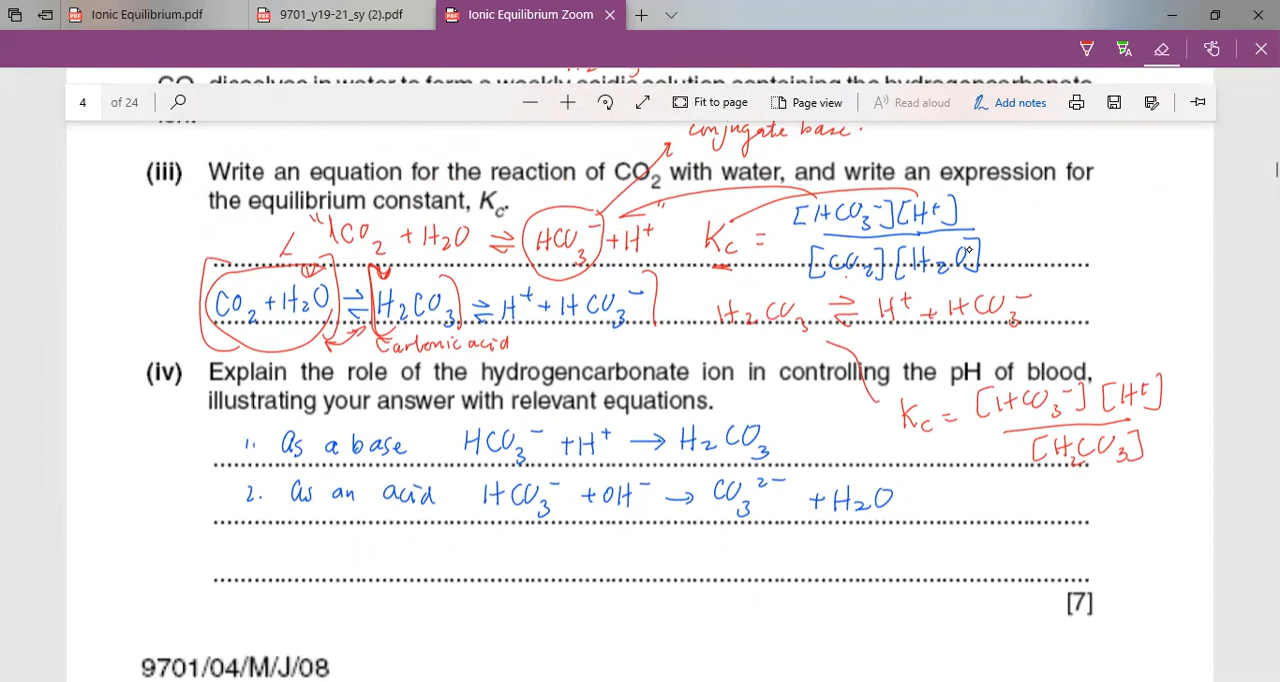 Ionic Equilibrium.pdf 9701_y19-21_sy (2).pdf Ionic Equilibrium Zoom
4 of 24 Fit to page Page view Read aloud Add notes
conjugate base.
(iii) Write an equation for the reaction of CO₂ with water, and write an expression for
the equilibrium constant, Kc.
CO₂ + H₂O ⇌ HCO₃⁻ + H⁺ Kc = [HCO₃⁻][H⁺]
[CO₂][H₂O]
CO₂ + H₂O ⇌ H₂CO₃ ⇌ H⁺ + HCO₃⁻ H₂CO₃ ⇌ H⁺ + HCO₃⁻
Carbonic acid
(iv) Explain the role of the hydrogencarbonate ion in controlling the pH of blood,
illustrating your answer with relevant equations.
Kc = [HCO₃⁻] [H⁺]
[H₂CO₃]
1. As a base HCO₃⁻ + H⁺ → H₂CO₃
2. As an acid HCO₃⁻ + OH⁻ → CO₃²⁻ + H₂O
[7]
9701/04/M/J/08